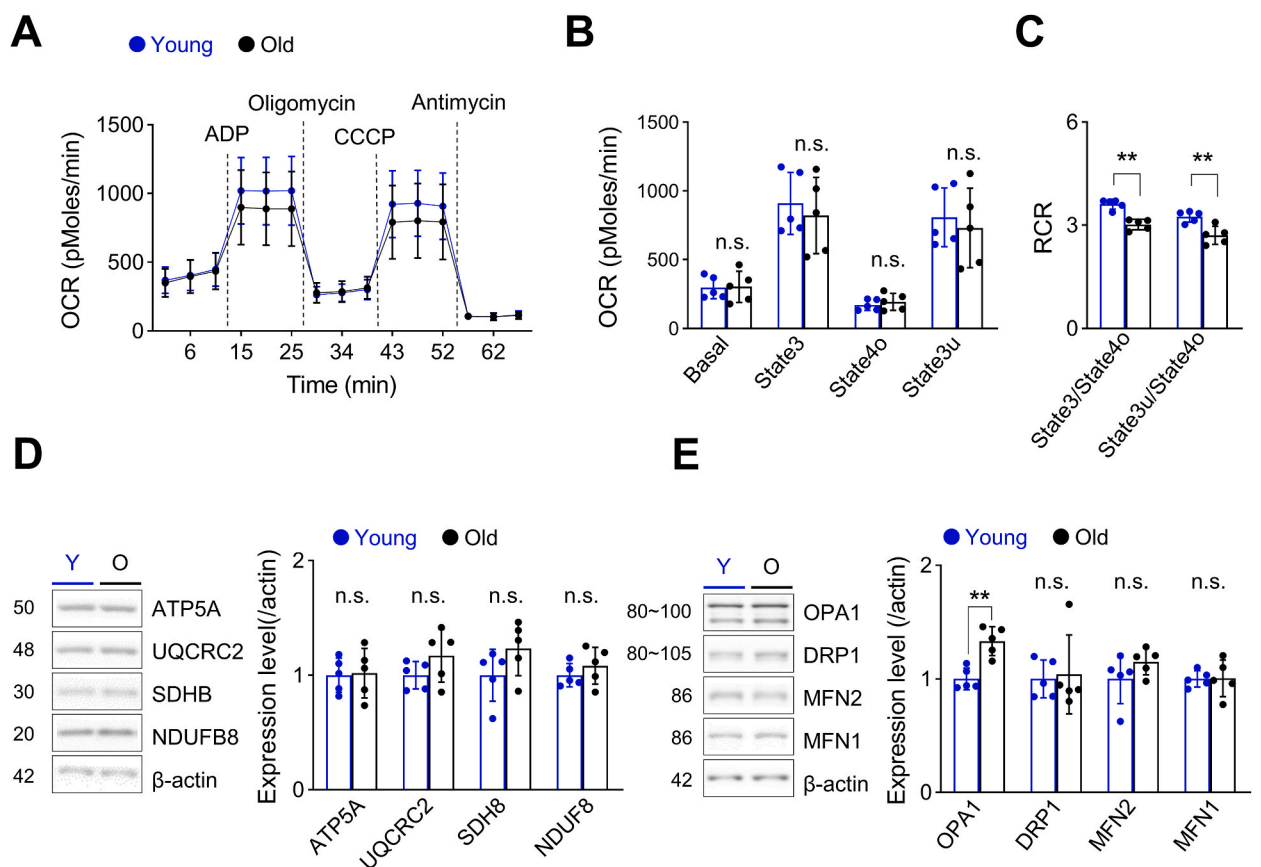 A
Young Old
Oligomycin Antimycin
ADP CCCP
OCR (pMoles/min)
1500
1000
500
0
6 15 25 34 43 52 62
Time (min)
B
OCR (pMoles/min)
1500
1000
500
0
n.s. n.s. n.s. n.s.
Basal State3 State4o State3u
C
RCR
6
3
0
** **
State3/State4o State3u/State4o
D
Y O
50 ATP5A
48 UQCRC2
30 SDHB
20 NDUFB8
42 β-actin
Young Old
Expression level(/actin)
2
1
0
n.s. n.s. n.s. n.s.
ATP5A UQCRC2 SDH8 NDUF8
E
Y O
80~100 OPA1
80~105 DRP1
86 MFN2
86 MFN1
42 β-actin
Young Old
Expression level (/actin)
2
1
0
** n.s. n.s. n.s.
OPA1 DRP1 MFN2 MFN1